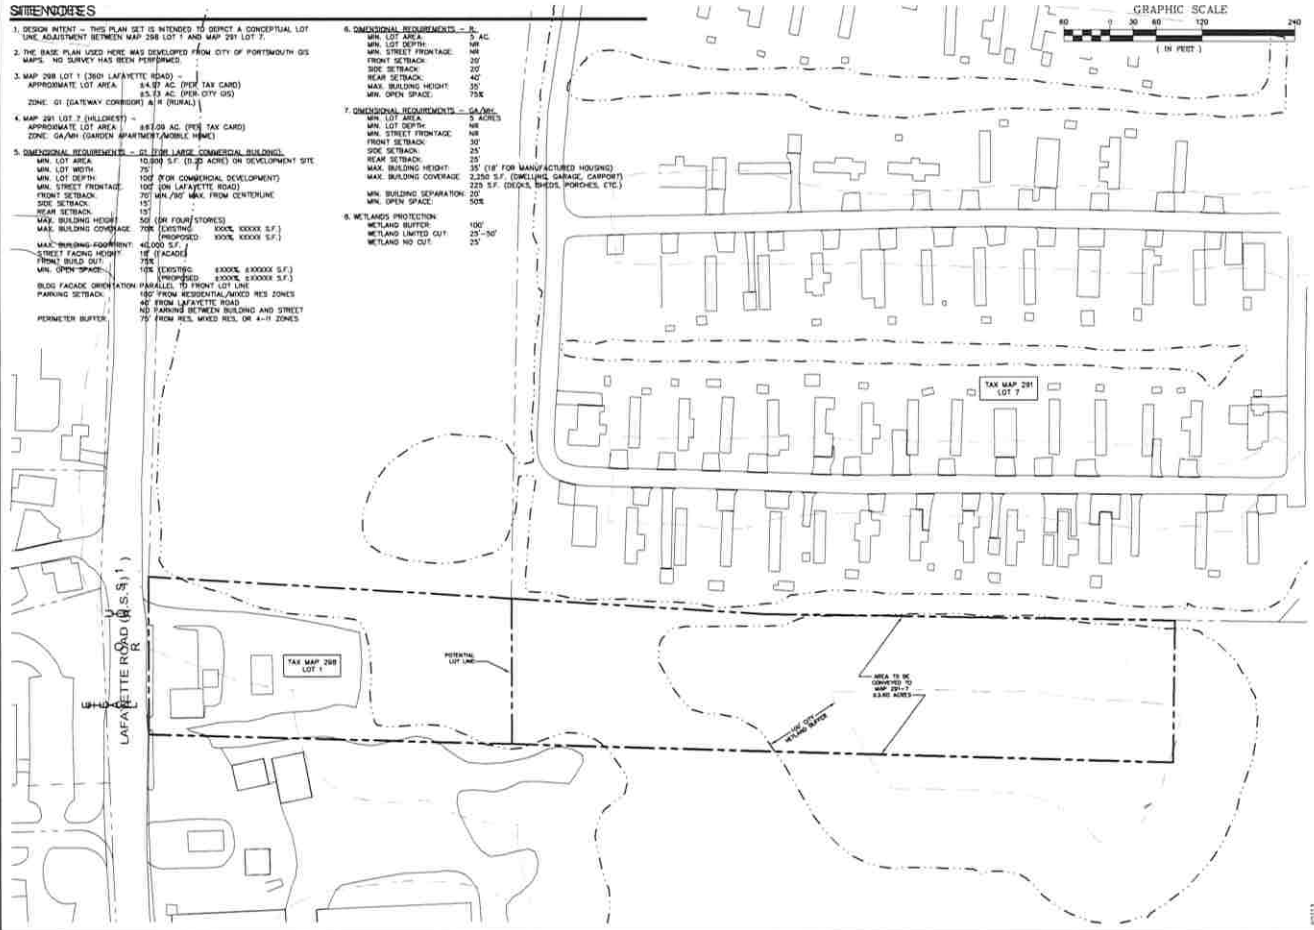 SITE NOTES
1. DESIGN INTENT – THIS PLAN SET IS INTENDED TO DEPICT A CONCEPTUAL LOT
LINE ADJUSTMENT BETWEEN MAP 298 LOT 1 AND MAP 291 LOT 7.
2. THE BASE PLAN USED HERE WAS DEVELOPED FROM CITY OF PORTSMOUTH GIS
MAPS. NO SURVEY HAS BEEN PERFORMED.
3. MAP 298 LOT 1 (3601 LAFAYETTE ROAD) –
APPROXIMATE LOT AREA: ±4.97 AC. (PER TAX CARD)
±5.13 AC. (PER CITY GIS)
ZONE: G1 (GATEWAY CORRIDOR) & R (RURAL)
4. MAP 291 LOT 7 (HILLCREST) –
APPROXIMATE LOT AREA: AC. (PER TAX CARD)
ZONE: GA/MH (GARDEN APARTMENT/MOBILE HOME)
5. DIMENSIONAL REQUIREMENTS – G1 (FOR LARGE COMMERCIAL BUILDING)
MIN. LOT AREA: 10,000 S.F. ACRE) ON DEVELOPMENT SITE
MIN. LOT WIDTH: 75'
MIN. LOT DEPTH: 100' (FOR COMMERCIAL DEVELOPMENT)
MIN. STREET FRONTAGE: 100' (ON LAFAYETTE ROAD)
FRONT SETBACK: 70' MIN./90' MAX. FROM CENTERLINE
SIDE SETBACK: 15'
REAR SETBACK: 15'
MAX. BUILDING HEIGHT: 50' (OR FOUR STORIES)
MAX. BUILDING COVERAGE: 70% (EXISTING: XXX%, XXXXX S.F.)
(PROPOSED: XXX%, XXXXX S.F.)
MAX. BUILDING FOOTPRINT: 40,000 S.F.
STREET FACING HEIGHT: 18' (FACADE)
FRONT BUILD OUT: 75%
MIN. OPEN SPACE: 10% (EXISTING: ±XXX%, ±XXXXX S.F.)
(PROPOSED: ±XXX%, ±XXXXX S.F.)
BLDG FACADE ORIENTATION: PARALLEL TO FRONT LOT LINE
PARKING SETBACK: 100' FROM RESIDENTIAL/MIXED RES ZONES
40' FROM LAFAYETTE ROAD
NO PARKING BETWEEN BUILDING AND STREET
PERIMETER BUFFER: 75' FROM RES, MIXED RES, OR 4-11 ZONES
6. DIMENSIONAL REQUIREMENTS – R:
MIN. LOT AREA: 5 AC.
MIN. LOT DEPTH: NR
MIN. STREET FRONTAGE: NR
FRONT SETBACK: 20'
SIDE SETBACK: 20'
REAR SETBACK: 40'
MAX. BUILDING HEIGHT: 35'
MIN. OPEN SPACE: 75%
7. DIMENSIONAL REQUIREMENTS – GA/MH:
MIN. LOT AREA: 5 ACRES
MIN. LOT DEPTH: NR
MIN. STREET FRONTAGE: NR
FRONT SETBACK: 30'
SIDE SETBACK: 25'
REAR SETBACK: 25'
MAX. BUILDING HEIGHT: 35' (18' FOR MANUFACTURED HOUSING)
MAX. BUILDING COVERAGE: 2,250 S.F. (DWELLING, GARAGE, CARPORT)
225 S.F. (DECKS, SHEDS, PORCHES, ETC.)
MIN. BUILDING SEPARATION: 20'
MIN. OPEN SPACE: 50%
8. WETLANDS PROTECTION:
WETLAND BUFFER: 100'
WETLAND LIMITED CUT: 25'-50'
WETLAND NO CUT: 25'
GRAPHIC SCALE
60 0 30 60 120 240
( IN FEET )
TAX MAP 291
LOT 7
TAX MAP 298
LOT 1
POTENTIAL
LOT LINE
AREA TO BE
CONVEYED TO
MAP 291-7
ACRES
100' CITY
WETLAND BUFFER
LAFAYETTE ROAD